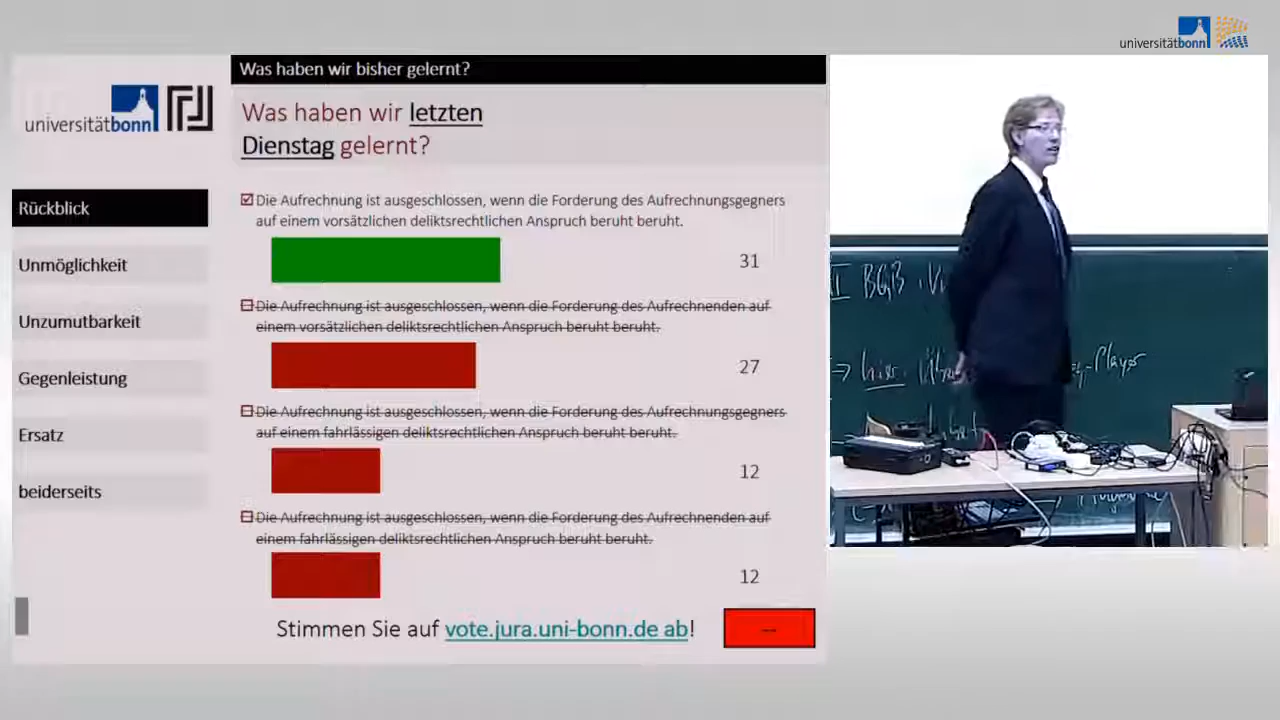 universitätbonn
Was haben wir bisher gelernt?
universitätbonn
Was haben wir letzten
Dienstag gelernt?
Rückblick
Unmöglichkeit
Unzumutbarkeit
Gegenleistung
Ersatz
beiderseits
Die Aufrechnung ist ausgeschlossen, wenn die Forderung des Aufrechnungsgegners
auf einem vorsätzlichen deliktsrechtlichen Anspruch beruht beruht.
31
Die Aufrechnung ist ausgeschlossen, wenn die Forderung des Aufrechnenden auf
einem vorsätzlichen deliktsrechtlichen Anspruch beruht beruht.
27
Die Aufrechnung ist ausgeschlossen, wenn die Forderung des Aufrechnungsgegners
auf einem fahrlässigen deliktsrechtlichen Anspruch beruht beruht.
12
Die Aufrechnung ist ausgeschlossen, wenn die Forderung des Aufrechnenden auf
einem fahrlässigen deliktsrechtlichen Anspruch beruht beruht.
12
Stimmen Sie auf vote.jura.uni-bonn.de ab!
BGB
→ hier
Player